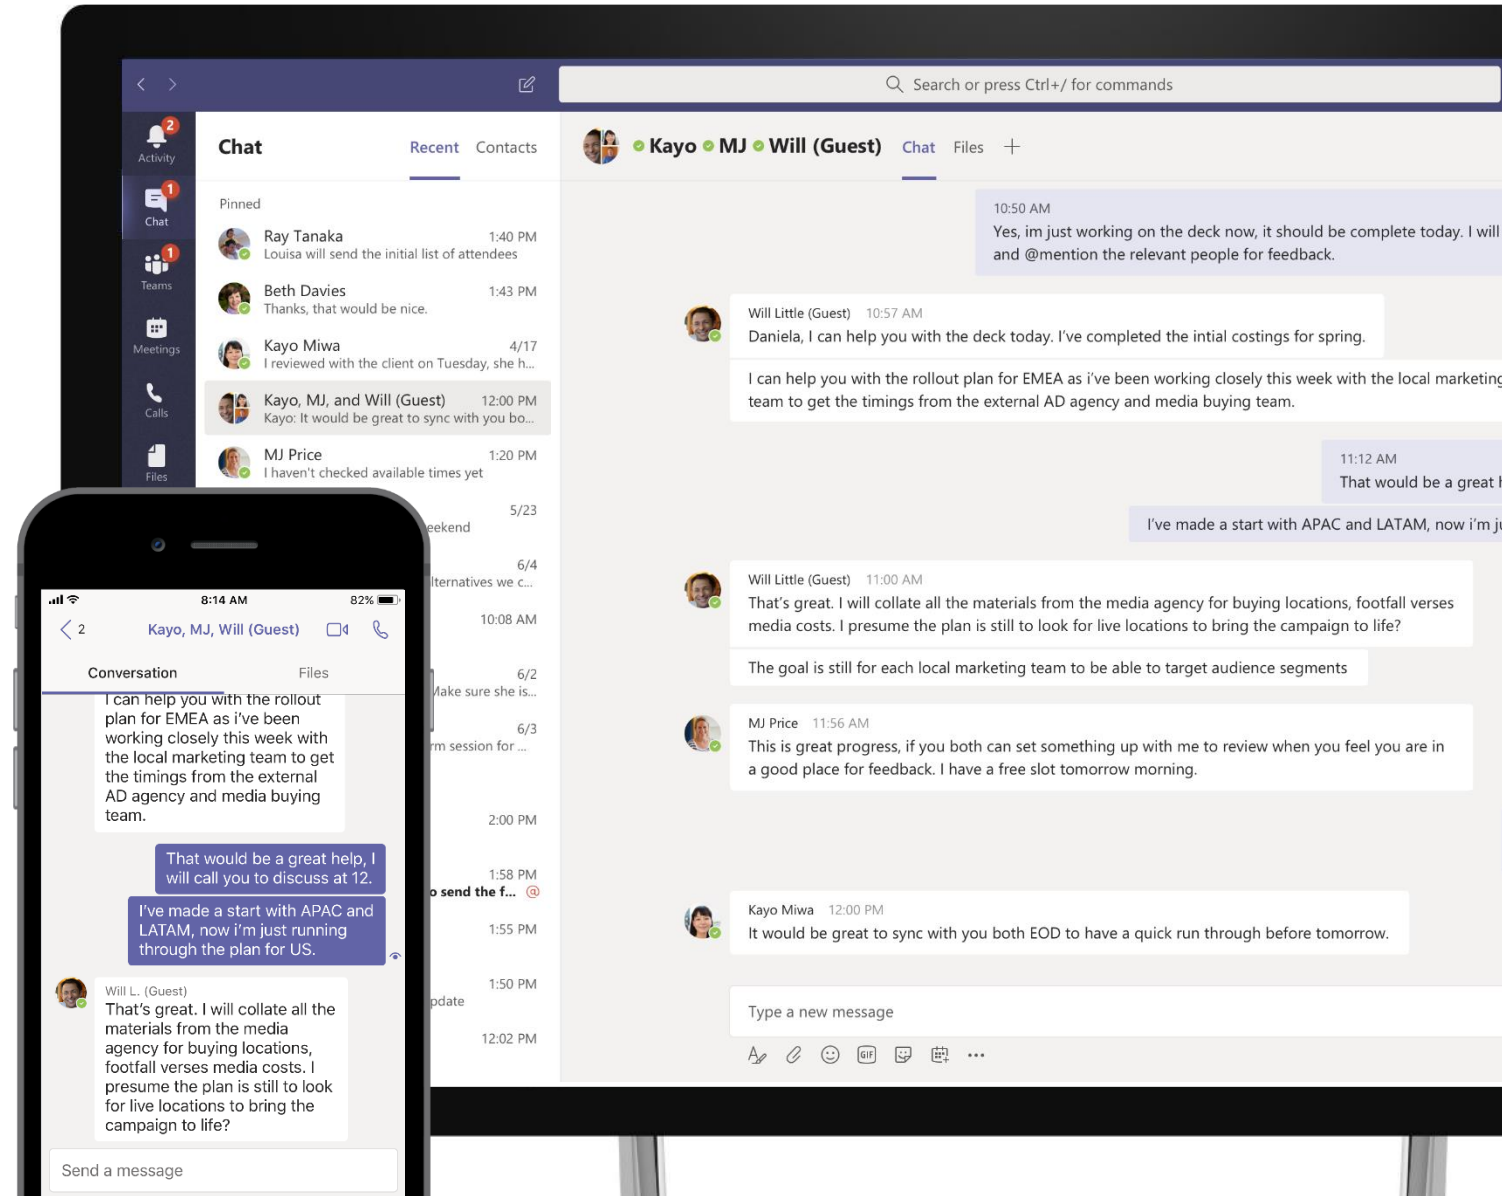 Search or press Ctrl+/ for commands
2
Activity
1
Chat
1
Teams
Meetings
Calls
Files
Chat
Recent
Contacts
Pinned
Ray Tanaka
1:40 PM
Louisa will send the initial list of attendees
Beth Davies
1:43 PM
Thanks, that would be nice.
Kayo Miwa
4/17
I reviewed with the client on Tuesday, she h...
Kayo, MJ, and Will (Guest)
12:00 PM
Kayo: It would be great to sync with you bo...
MJ Price
1:20 PM
I haven't checked available times yet
5/23
eekend
6/4
lternatives we c...
10:08 AM
6/2
Make sure she is...
6/3
rm session for ...
2:00 PM
1:58 PM
o send the f... @
1:55 PM
1:50 PM
pdate
12:02 PM
Kayo MJ Will (Guest)
Chat
Files
10:50 AM
Yes, im just working on the deck now, it should be complete today. I will
and @mention the relevant people for feedback.
Will Little (Guest) 10:57 AM
Daniela, I can help you with the deck today. I've completed the intial costings for spring.
I can help you with the rollout plan for EMEA as i've been working closely this week with the local marketing
team to get the timings from the external AD agency and media buying team.
11:12 AM
That would be a great h
I've made a start with APAC and LATAM, now i'm ju
Will Little (Guest) 11:00 AM
That's great. I will collate all the materials from the media agency for buying locations, footfall verses
media costs. I presume the plan is still to look for live locations to bring the campaign to life?
The goal is still for each local marketing team to be able to target audience segments
MJ Price 11:56 AM
This is great progress, if you both can set something up with me to review when you feel you are in
a good place for feedback. I have a free slot tomorrow morning.
Kayo Miwa 12:00 PM
It would be great to sync with you both EOD to have a quick run through before tomorrow.
Type a new message
GIF
8:14 AM
82%
2
Kayo, MJ, Will (Guest)
Conversation
Files
I can help you with the rollout
plan for EMEA as i've been
working closely this week with
the local marketing team to get
the timings from the external
AD agency and media buying
team.
That would be a great help, I
will call you to discuss at 12.
I've made a start with APAC and
LATAM, now i'm just running
through the plan for US.
Will L. (Guest)
That's great. I will collate all the
materials from the media
agency for buying locations,
footfall verses media costs. I
presume the plan is still to look
for live locations to bring the
campaign to life?
Send a message